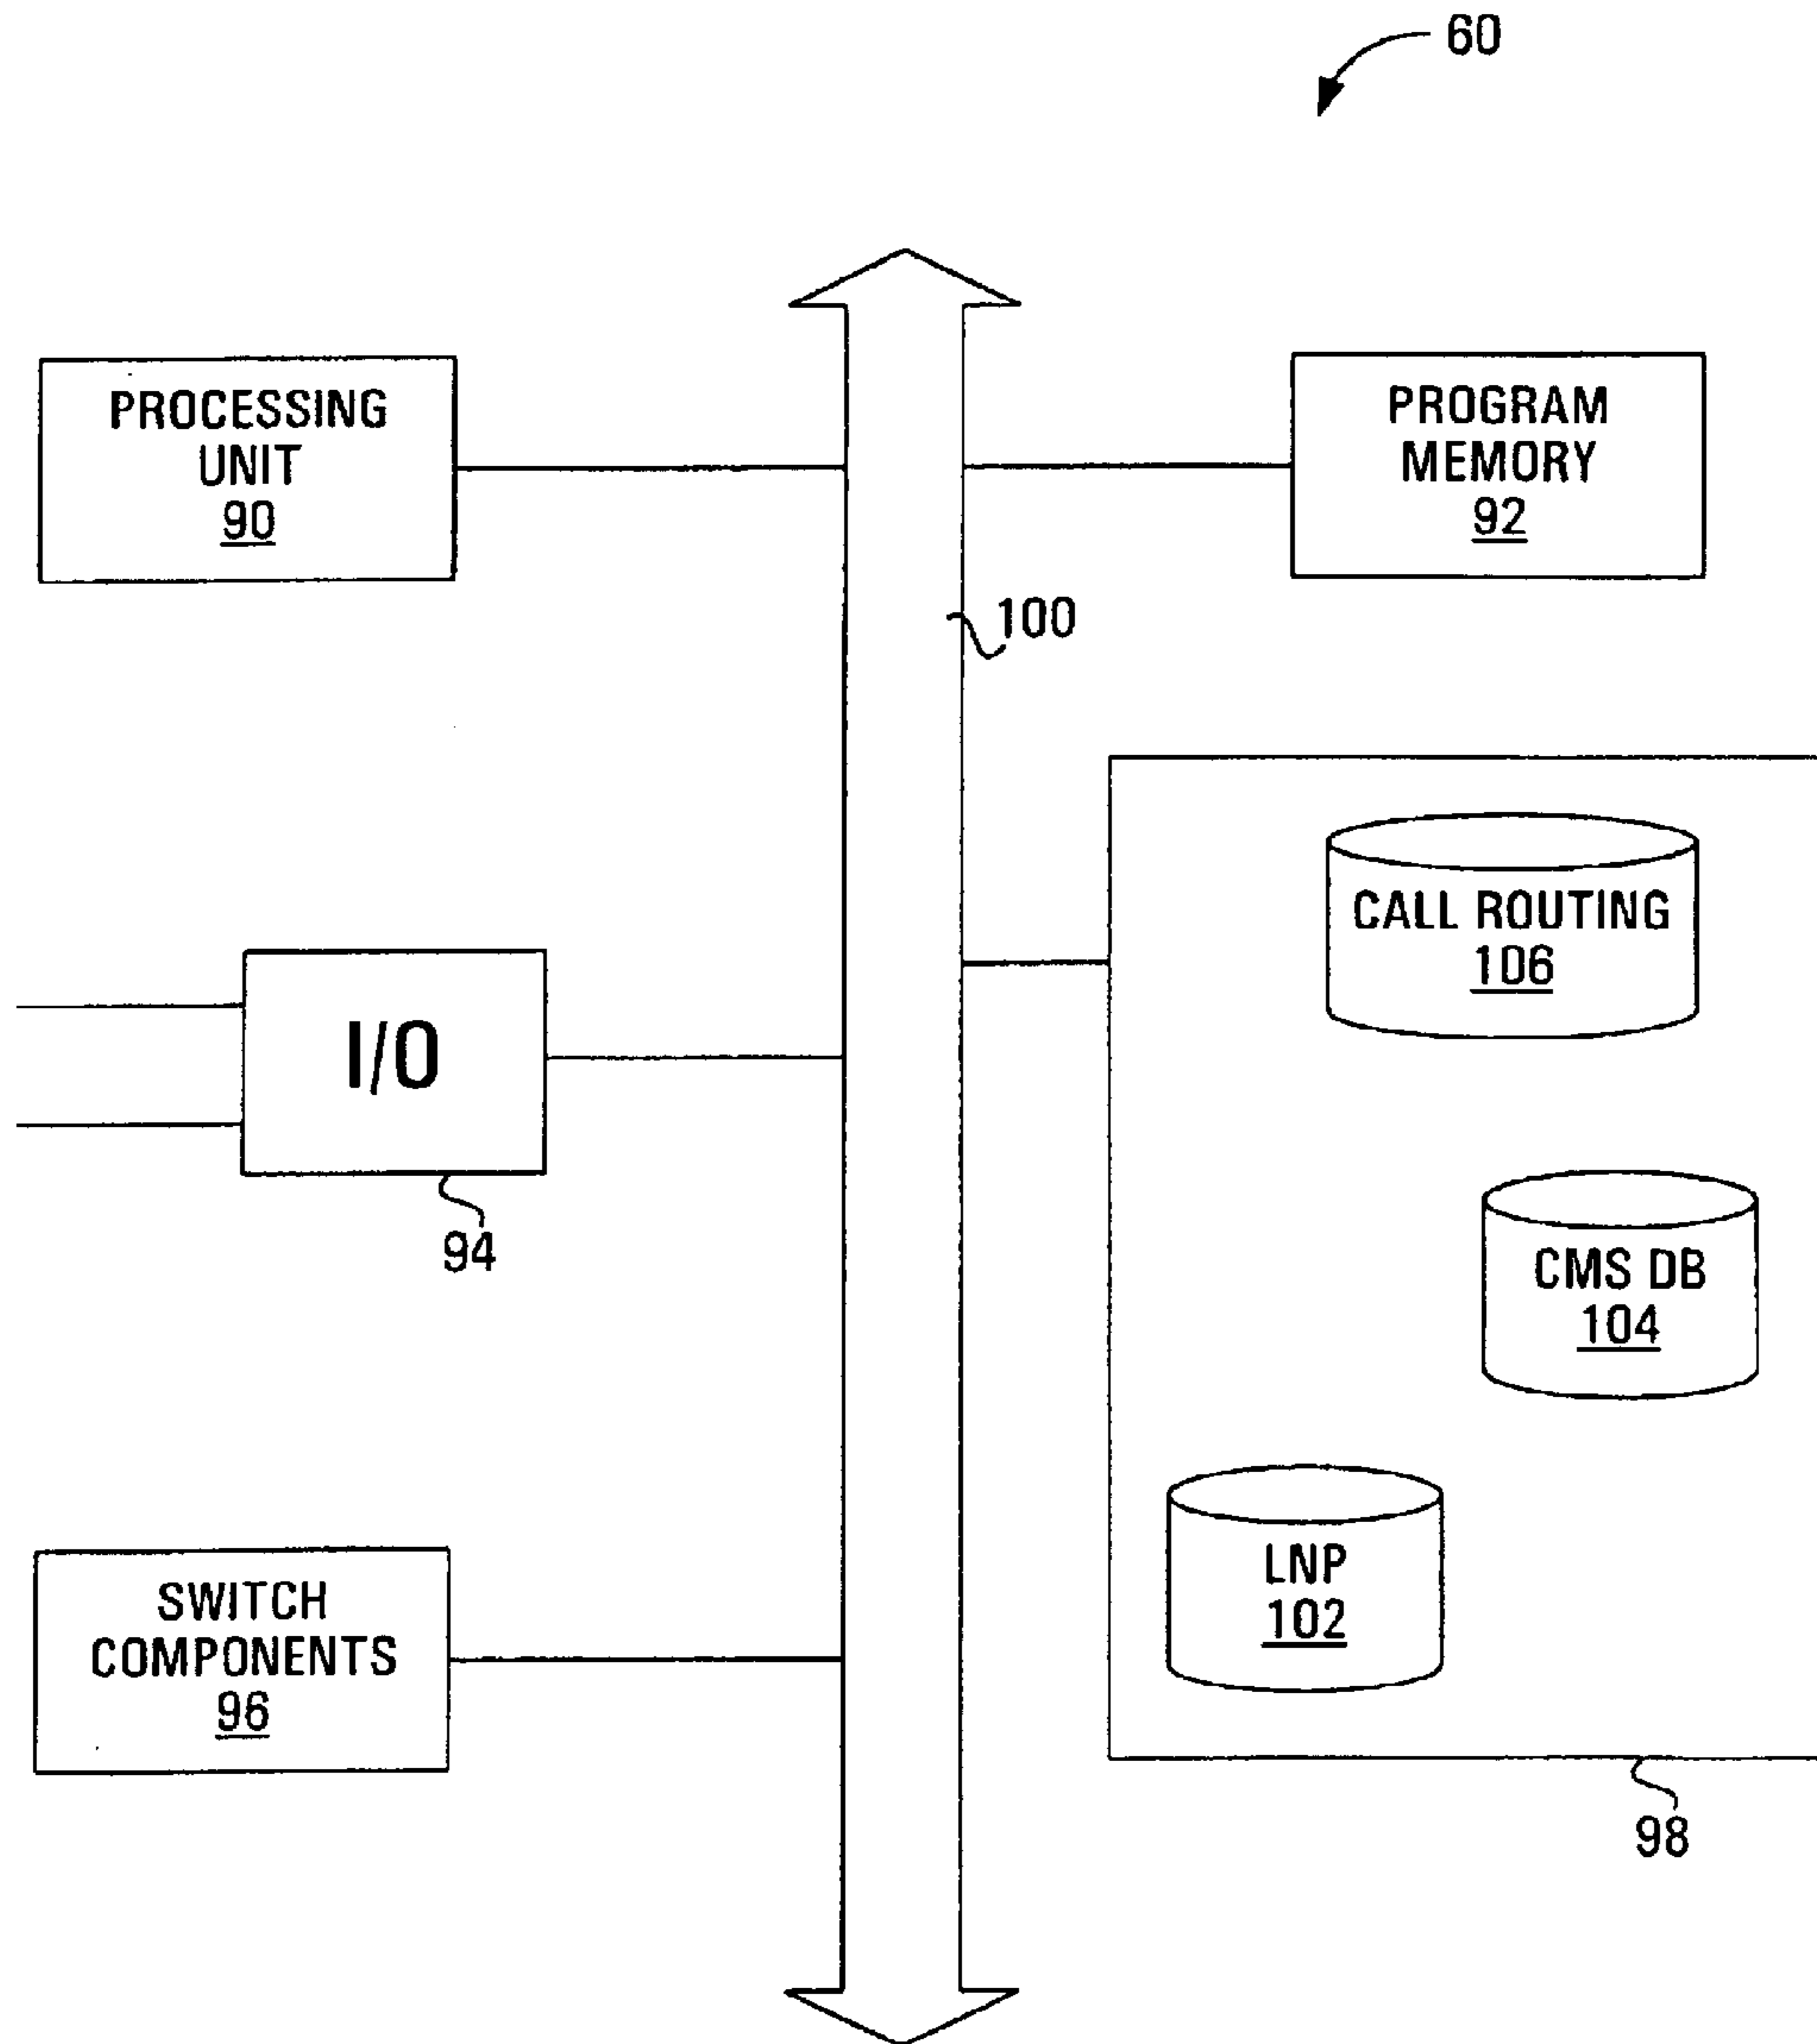 60
PROCESSING
UNIT
90
PROGRAM
MEMORY
92
100
CALL ROUTING
106
I/O
94
CMS DB
104
LNP
102
SWITCH
COMPONENTS
96
98